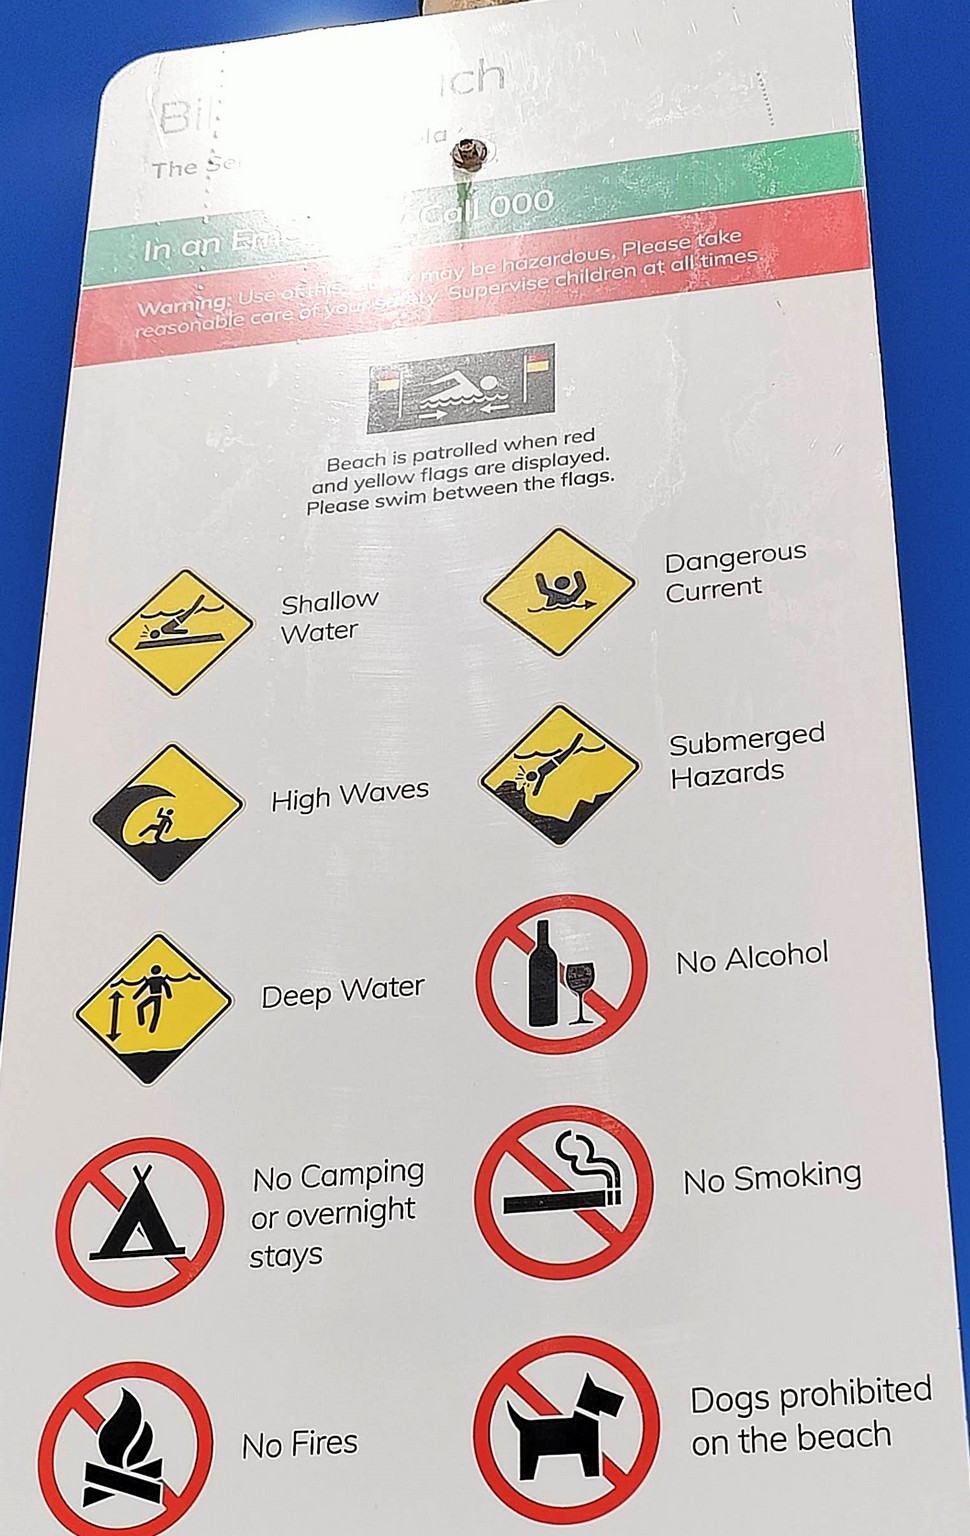 The
In an Call 000
Warning: Use of this may be hazardous, Please take
reasonable care of your safety. Supervise children at all times.
Beach is patrolled when red
and yellow flags are displayed.
Please swim between the flags.
Shallow
Water
Dangerous
Current
High Waves
Submerged
Hazards
Deep Water
No Alcohol
No Camping
or overnight
stays
No Smoking
No Fires
Dogs prohibited
on the beach